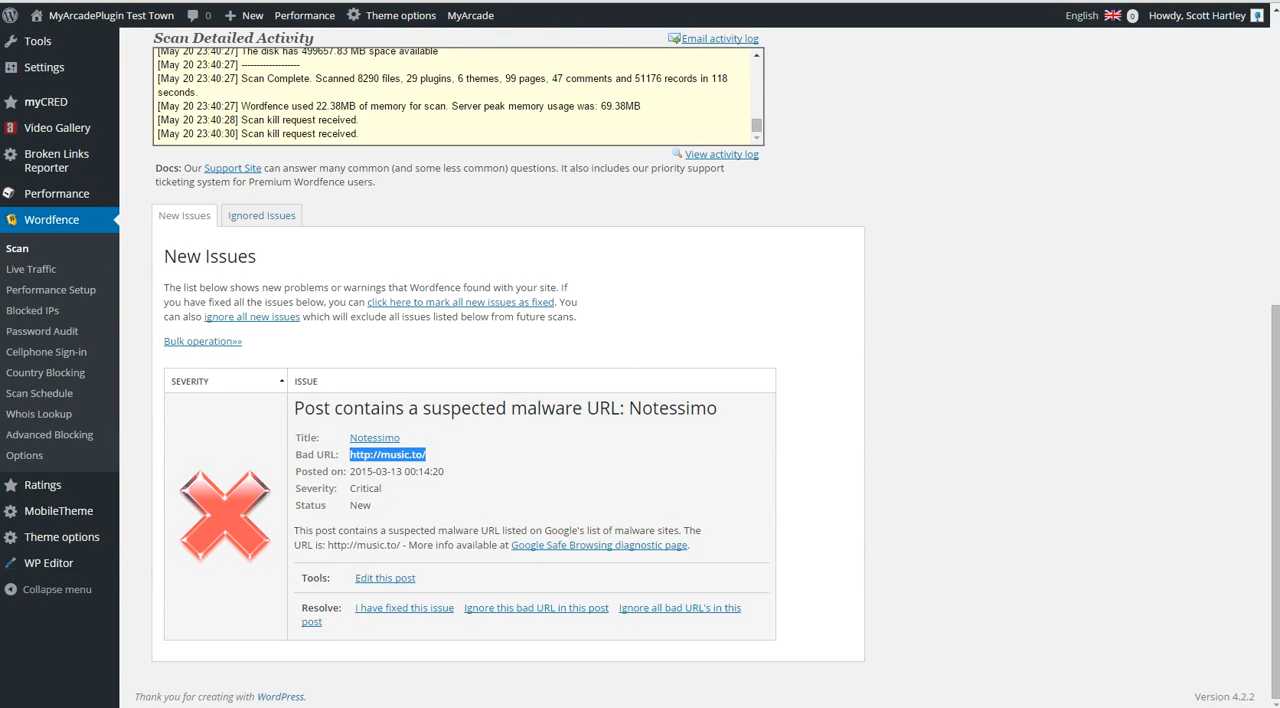 MyArcadePlugin Test Town 0 New Performance Theme options MyArcade English 0 Howdy, Scott Hartley
Tools
Settings
myCRED
Video Gallery
Broken Links
Reporter
Performance
Wordfence
Scan
Live Traffic
Performance Setup
Blocked IPs
Password Audit
Cellphone Sign-in
Country Blocking
Scan Schedule
Whois Lookup
Advanced Blocking
Options
Ratings
MobileTheme
Theme options
WP Editor
Collapse menu
Scan Detailed Activity
Email activity log
[May 20 23:40:27] The disk has 499657.83 MB space available
[May 20 23:40:27] -------------------
[May 20 23:40:27] Scan Complete. Scanned 8290 files, 29 plugins, 6 themes, 99 pages, 47 comments and 51176 records in 118
seconds.
[May 20 23:40:27] Wordfence used 22.38MB of memory for scan. Server peak memory usage was: 69.38MB
[May 20 23:40:28] Scan kill request received.
[May 20 23:40:30] Scan kill request received.
View activity log
Docs: Our Support Site can answer many common (and some less common) questions. It also includes our priority support
ticketing system for Premium Wordfence users.
New Issues Ignored Issues
New Issues
The list below shows new problems or warnings that Wordfence found with your site. If
you have fixed all the issues below, you can click here to mark all new issues as fixed. You
can also ignore all new issues which will exclude all issues listed below from future scans.
Bulk operation»»
SEVERITY ISSUE
Post contains a suspected malware URL: Notessimo
Title: Notessimo
Bad URL: http://music.to/
Posted on: 2015-03-13 00:14:20
Severity: Critical
Status New
This post contains a suspected malware URL listed on Google's list of malware sites. The
URL is: http://music.to/ - More info available at Google Safe Browsing diagnostic page.
Tools: Edit this post
Resolve: I have fixed this issue Ignore this bad URL in this post Ignore all bad URL's in this
post
Thank you for creating with WordPress. Version 4.2.2